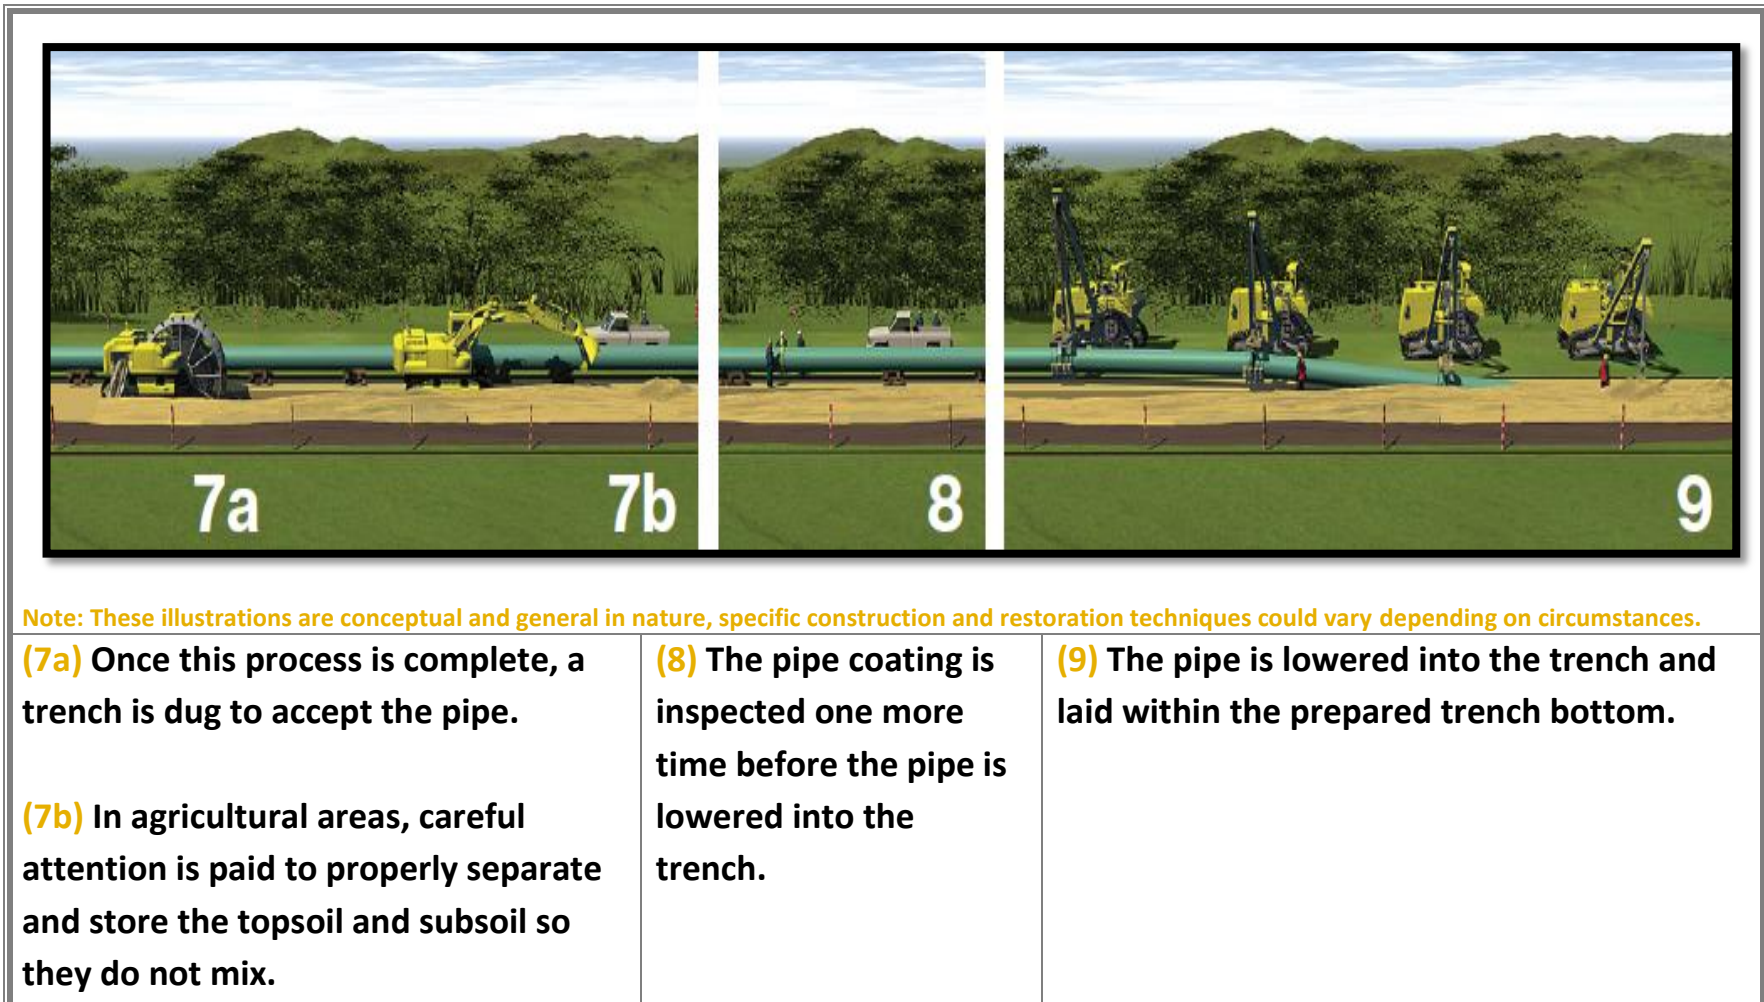 7a
7b
8
9
Note: These illustrations are conceptual and general in nature, specific construction and restoration techniques could vary depending on circumstances.
(7a) Once this process is complete, a
trench is dug to accept the pipe.
(7b) In agricultural areas, careful
attention is paid to properly separate
and store the topsoil and subsoil so
they do not mix.
(8) The pipe coating is
inspected one more
time before the pipe is
lowered into the
trench.
(9) The pipe is lowered into the trench and
laid within the prepared trench bottom.